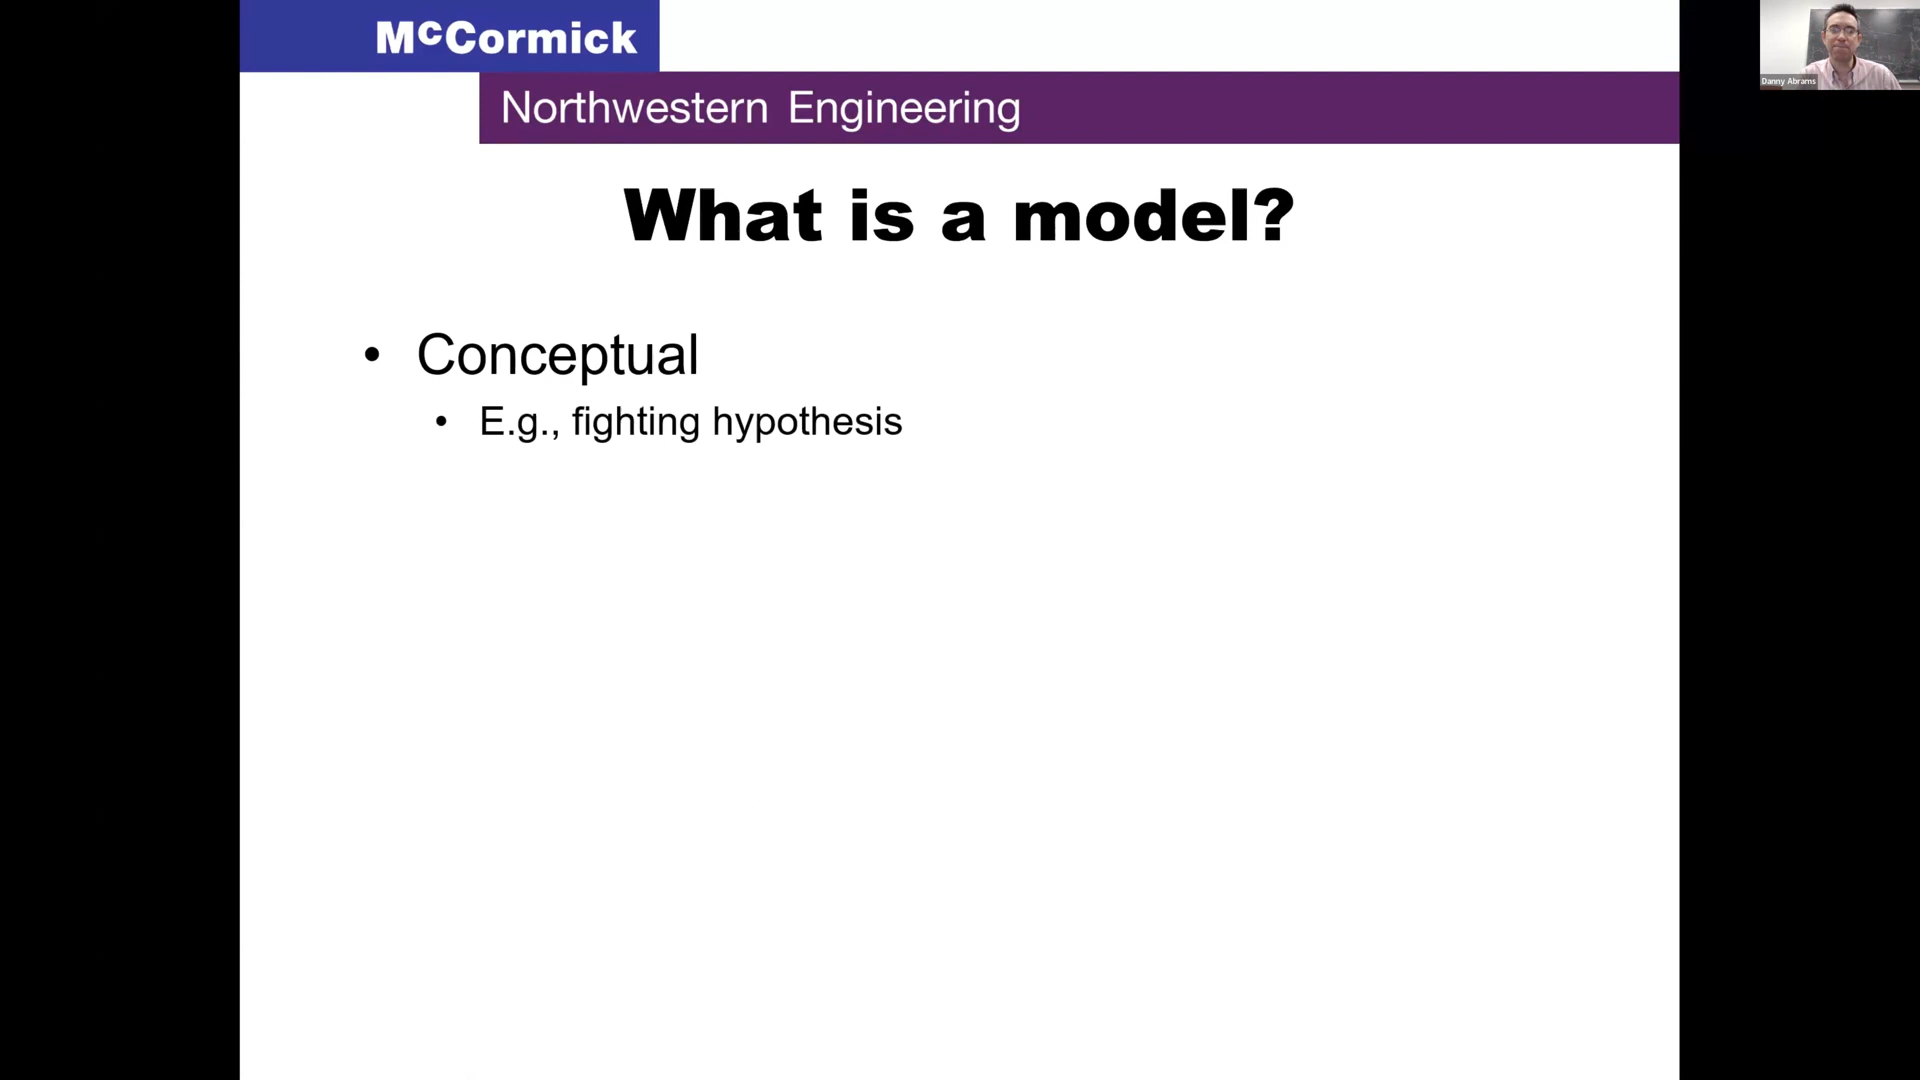 McCormick
Northwestern Engineering
Danny Abrams
What is a model?
• Conceptual
• E.g., fighting hypothesis